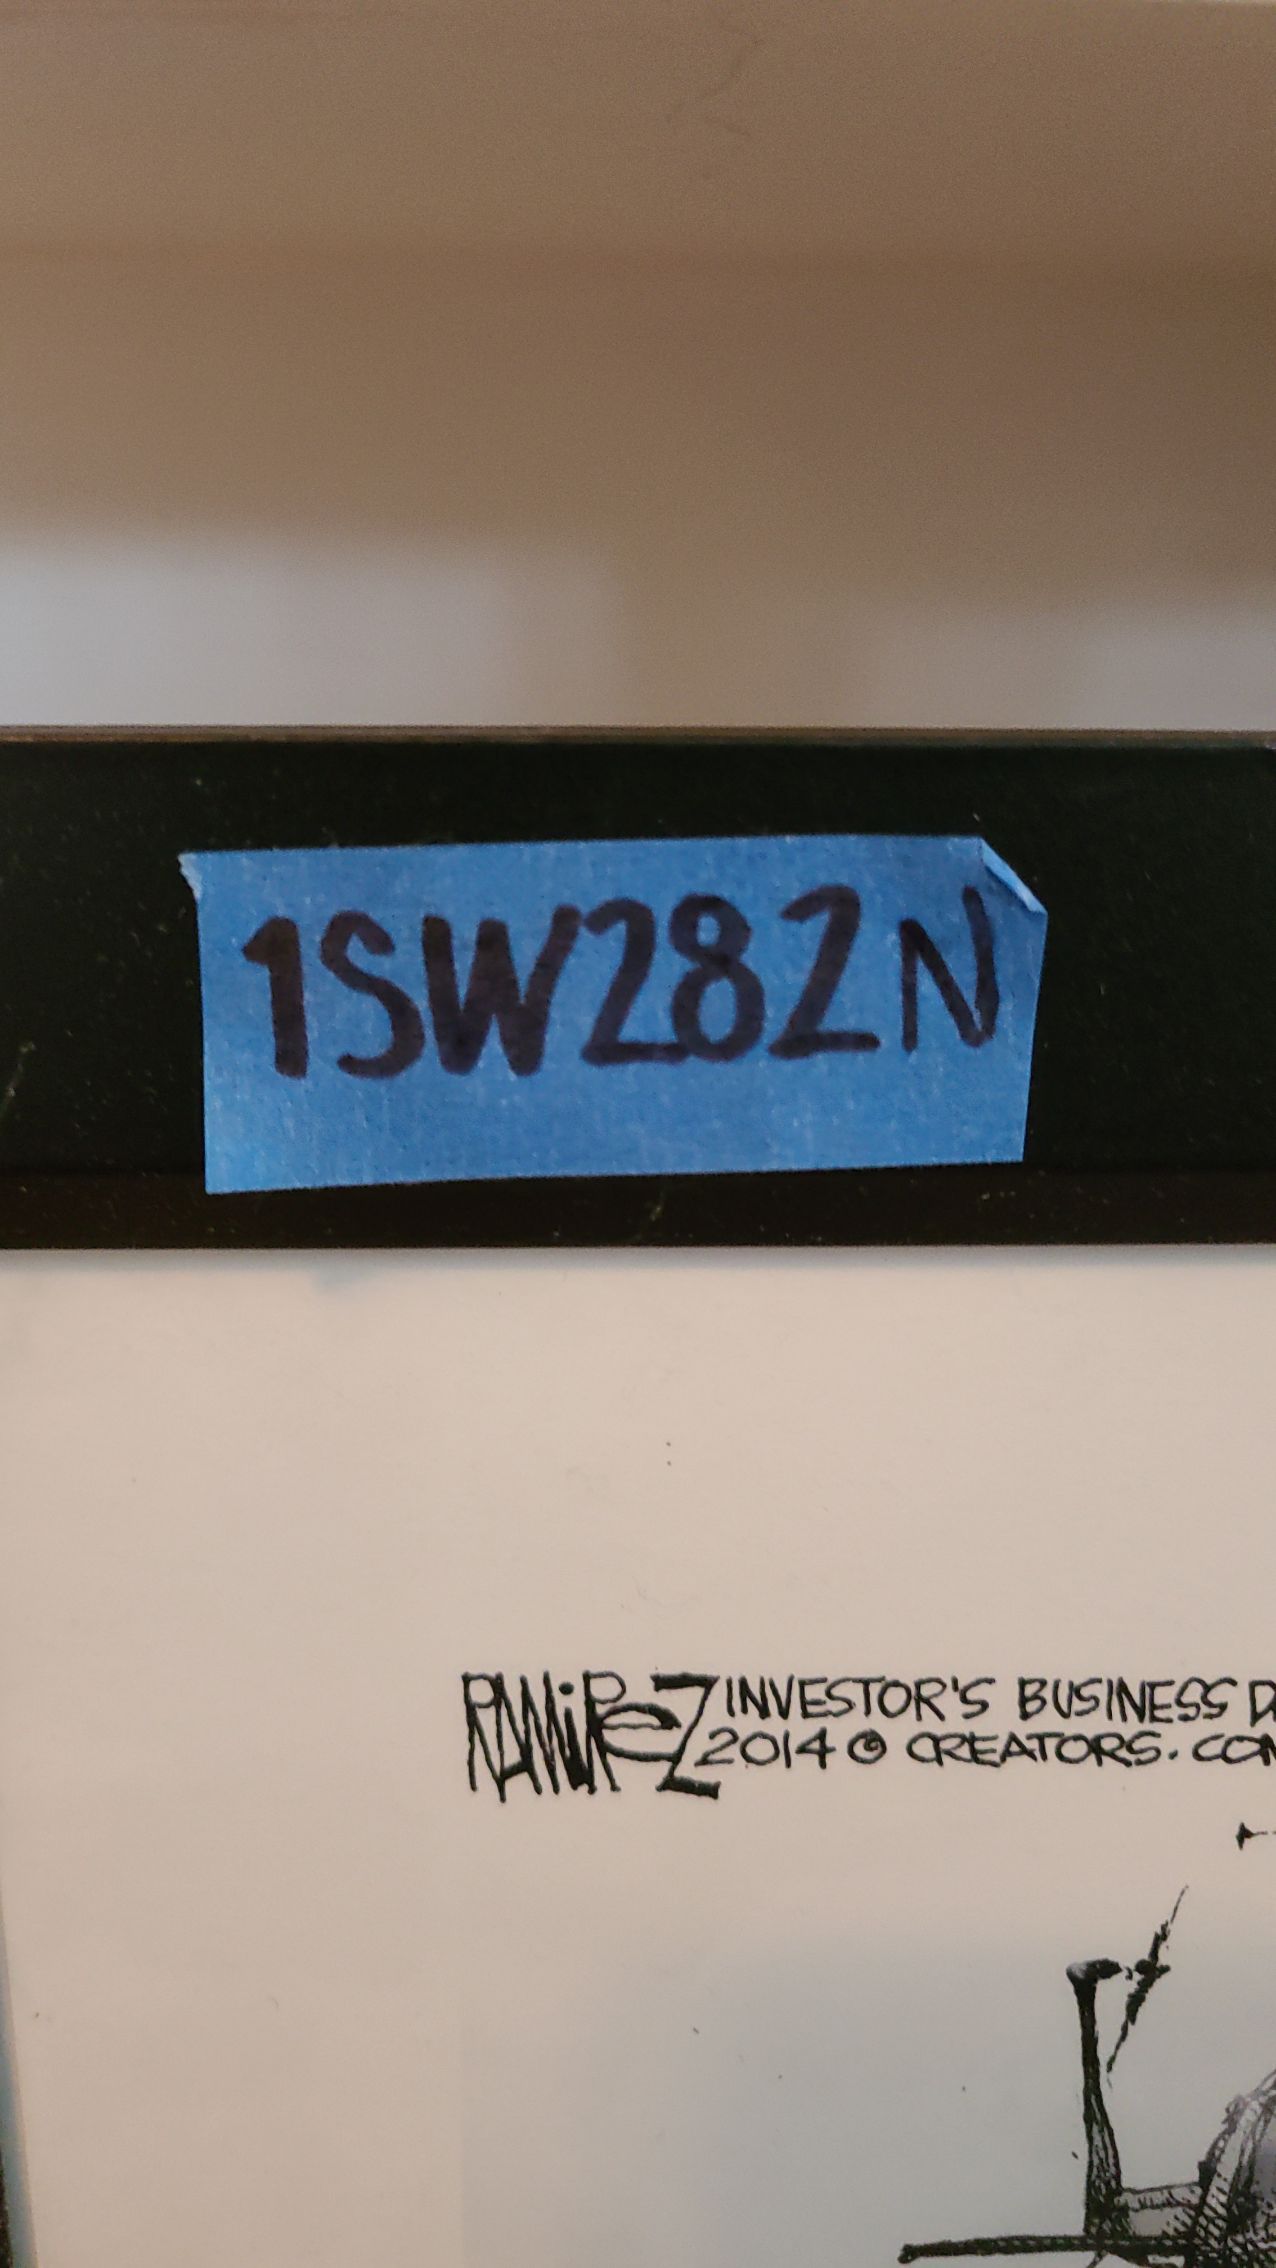 1SW282N
RAMIREZ INVESTOR'S BUSINESS
2014 © CREATORS.